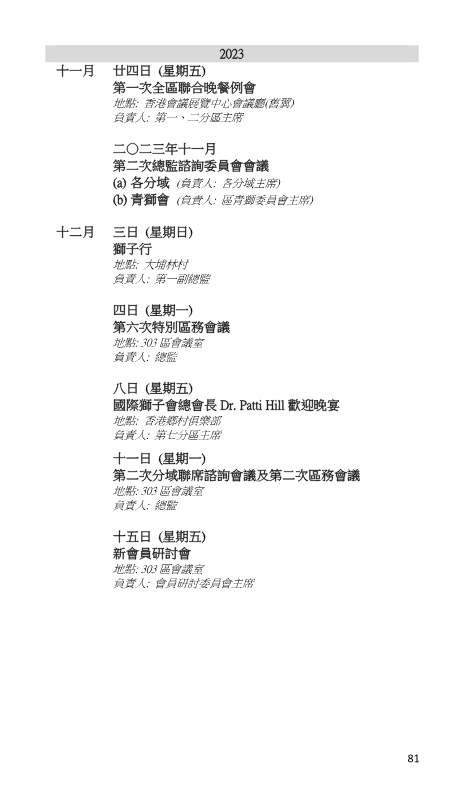 2023
十一月 廿四日 (星期五)
第一次全區聯合晚餐例會
地點: 香港會議展覽中心會議廳(舊翼)
負責人: 第一、二分區主席
二〇二三年十一月
第二次總監諮詢委員會會議
(a) 各分域 (負責人: 各分域主席)
(b) 青獅會 (負責人: 區青獅委員會主席)
十二月 三日 (星期日)
獅子行
地點: 大埔林村
負責人: 第一副總監
四日 (星期一)
第六次特別區務會議
地點: 303 區會議室
負責人: 總監
八日 (星期五)
國際獅子會總會長 Dr. Patti Hill 歡迎晚宴
地點: 香港鄉村俱樂部
負責人: 第七分區主席
十一日 (星期一)
第二次分域聯席諮詢會議及第二次區務會議
地點: 303 區會議室
負責人: 總監
十五日 (星期五)
新會員研討會
地點: 303 區會議室
負責人: 會員研討委員會主席
81